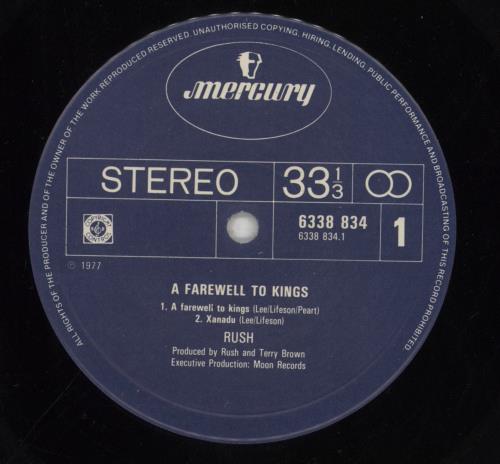 ALL RIGHTS OF THE PRODUCER AND OF THE OWNER OF THE WORK REPRODUCED RESERVED. UNAUTHORISED COPYING, HIRING, LENDING, PUBLIC PERFORMANCE AND BROADCASTING OF THIS RECORD PROHIBITED.
mercury
STEREO
33 1/3
6338 834
6338 834.1
1
℗ 1977
A FAREWELL TO KINGS
1. A farewell to kings (Lee/Lifeson/Peart)
2. Xanadu (Lee/Lifeson)
RUSH
Produced by Rush and Terry Brown
Executive Production: Moon Records